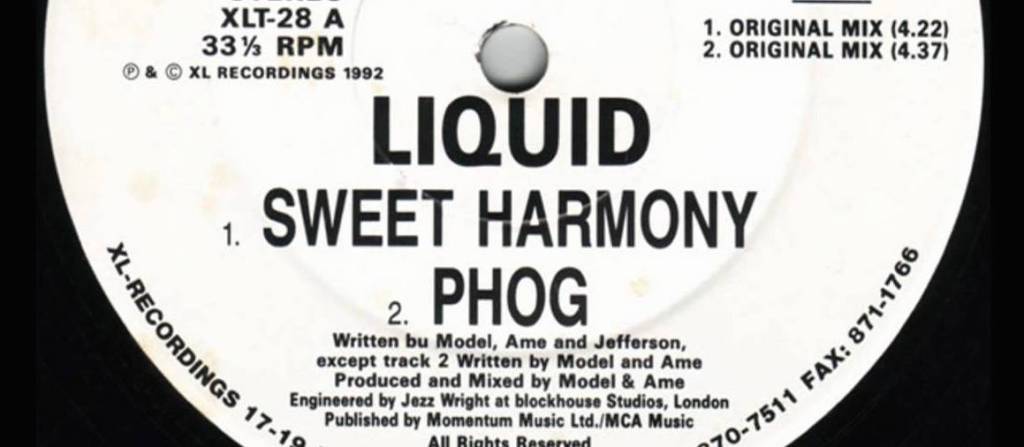 XLT-28 A
33⅓ RPM
℗ & © XL RECORDINGS 1992
1. ORIGINAL MIX (4.22)
2. ORIGINAL MIX (4.37)
LIQUID
1. SWEET HARMONY
2. PHOG
Written bu Model, Ame and Jefferson,
except track 2 Written by Model and Ame
Produced and Mixed by Model & Ame
Engineered by Jezz Wright at blockhouse Studios, London
Published by Momentum Music Ltd./MCA Music
All Rights Reserved
XL-RECORDINGS 17-19
870-7511 FAX: 871-1766